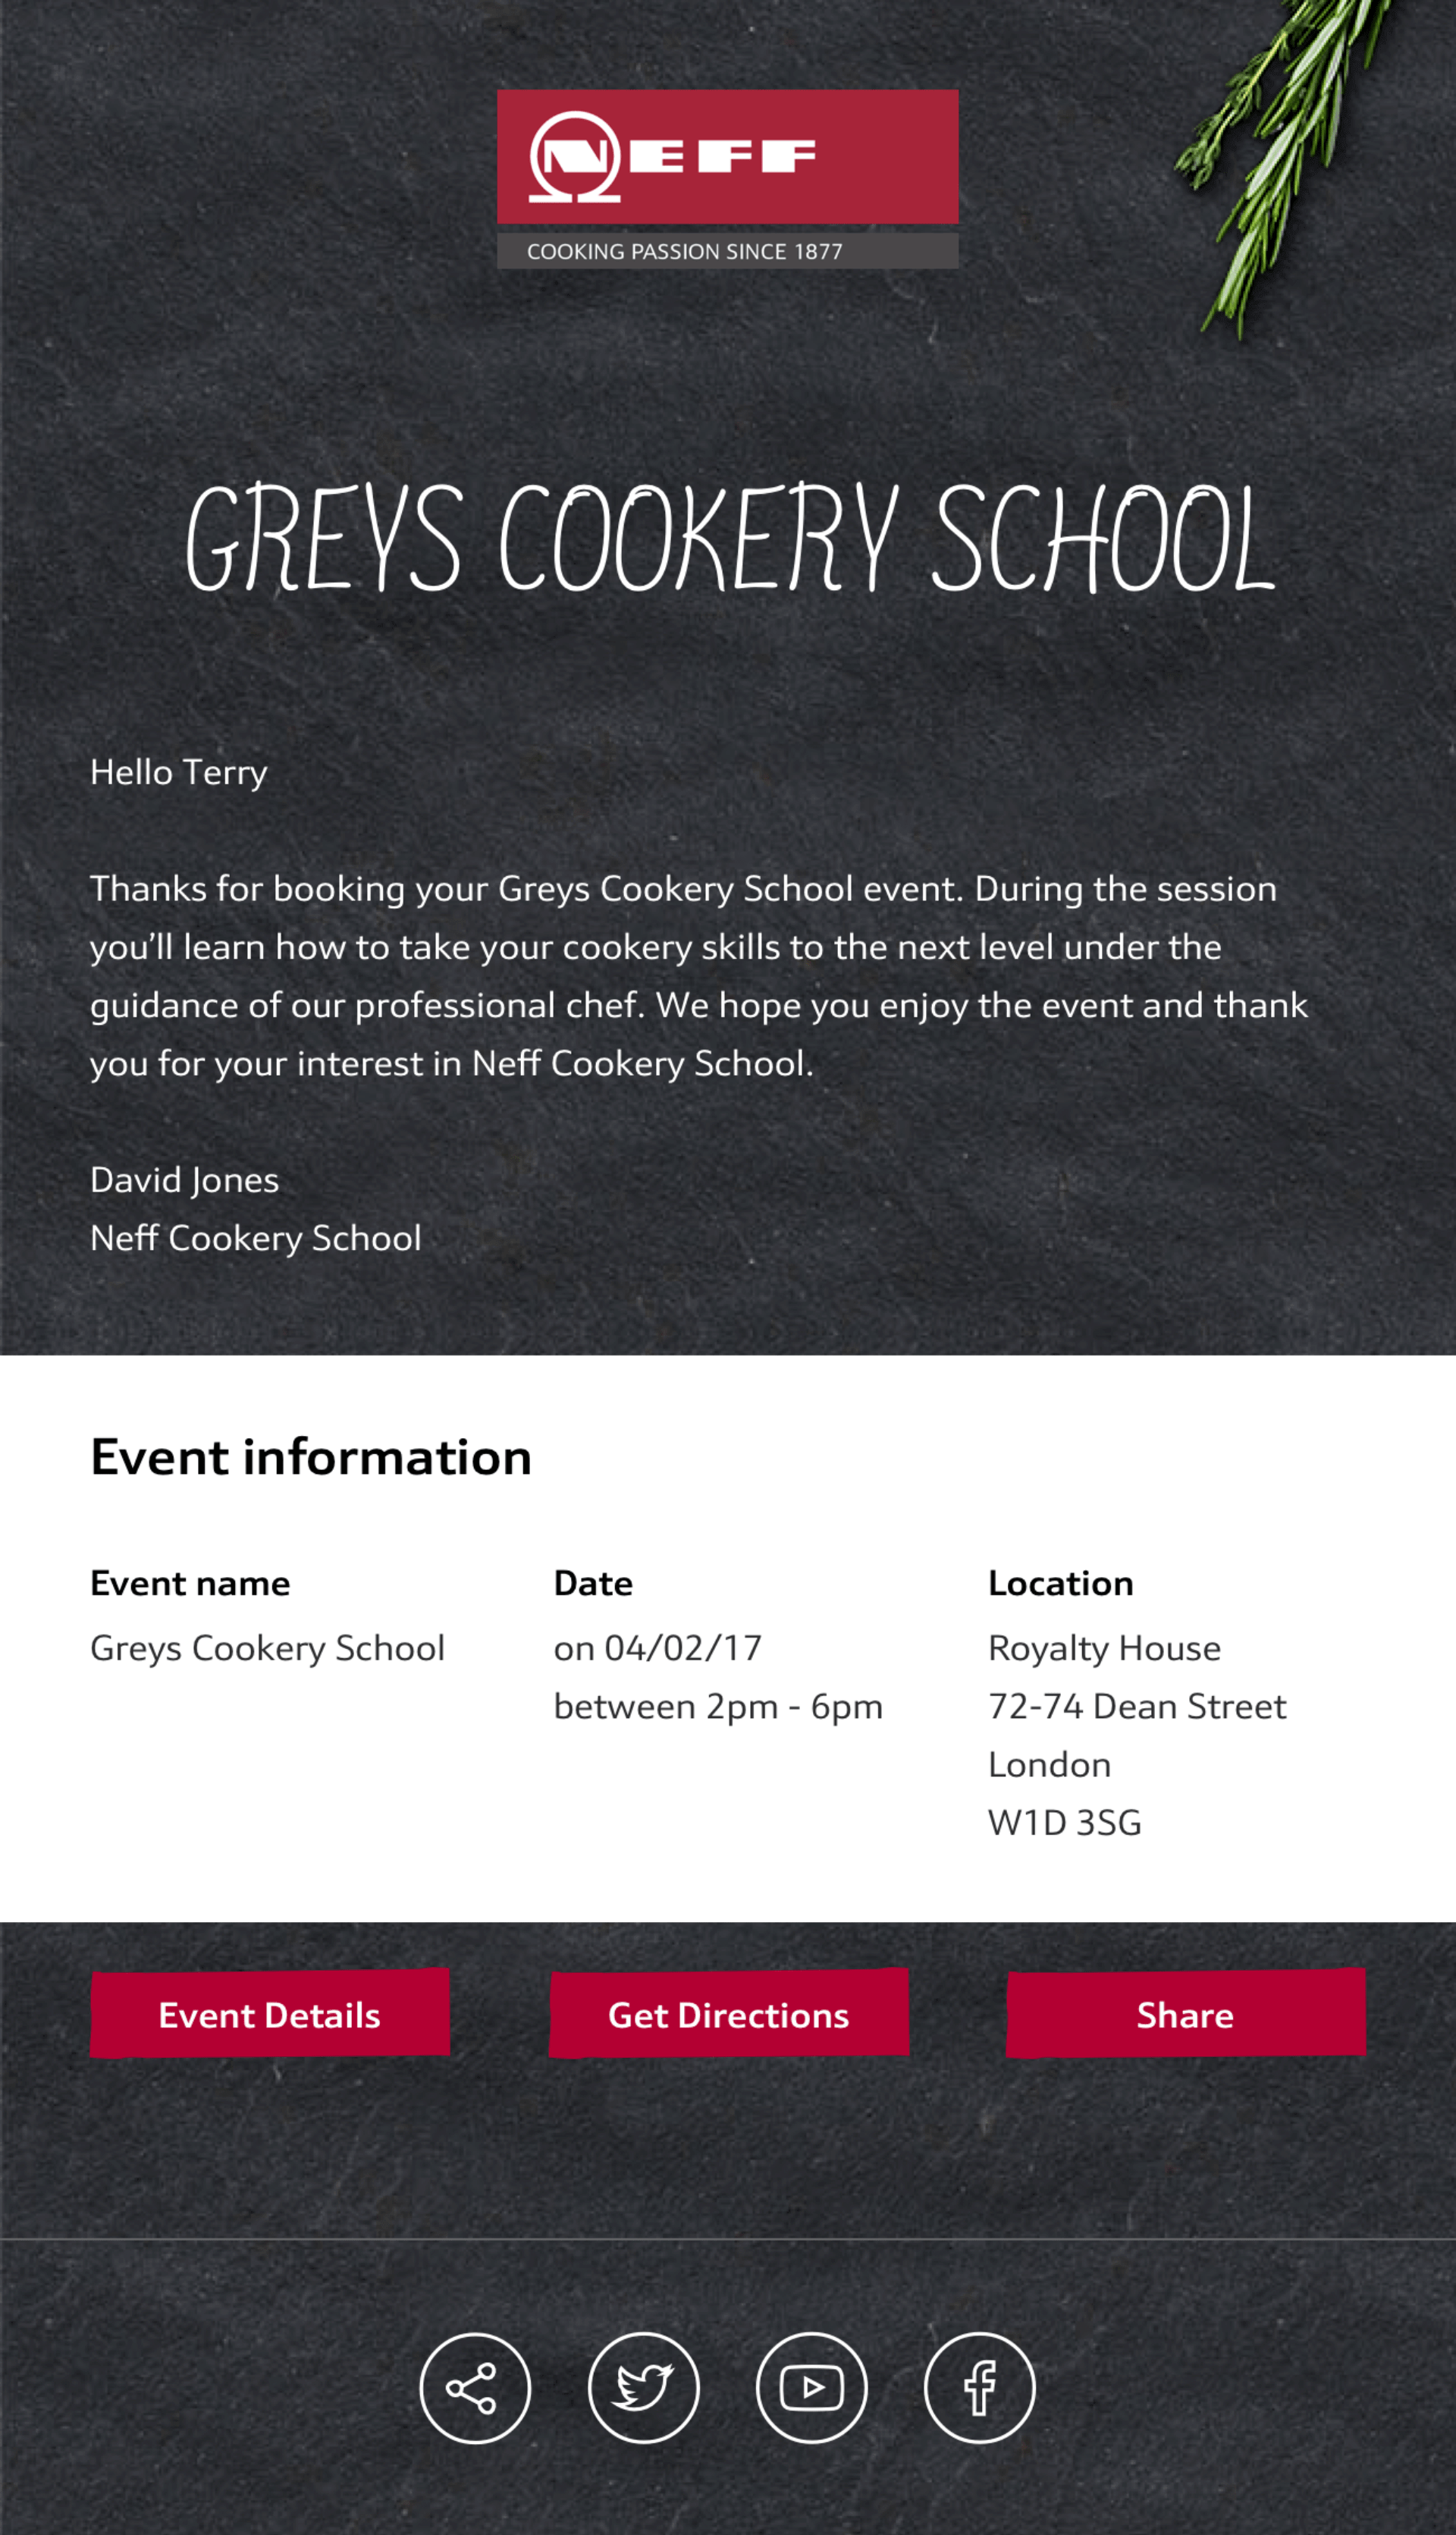 NEFF
COOKING PASSION SINCE 1877
GREYS COOKERY SCHOOL
Hello Terry
Thanks for booking your Greys Cookery School event. During the session
you’ll learn how to take your cookery skills to the next level under the
guidance of our professional chef. We hope you enjoy the event and thank
you for your interest in Neff Cookery School.
David Jones
Neff Cookery School
Event information
Event name
Greys Cookery School
Date
on 04/02/17
between 2pm - 6pm
Location
Royalty House
72-74 Dean Street
London
W1D 3SG
Event Details
Get Directions
Share